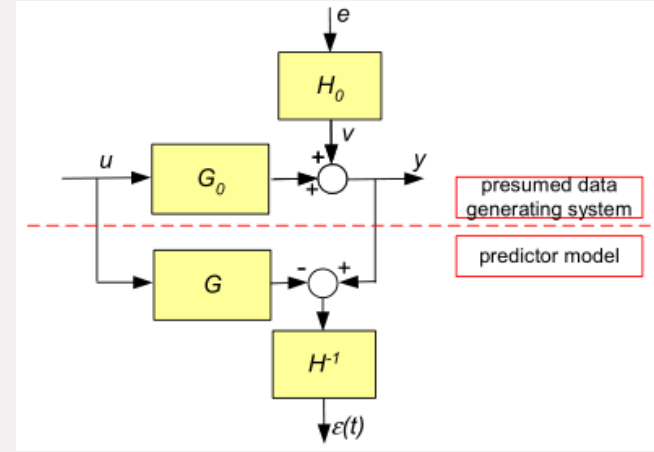 e
H₀
v
+
u
G₀
+
y
presumed data
generating system
predictor model
G
-
+
H⁻¹
ε(t)